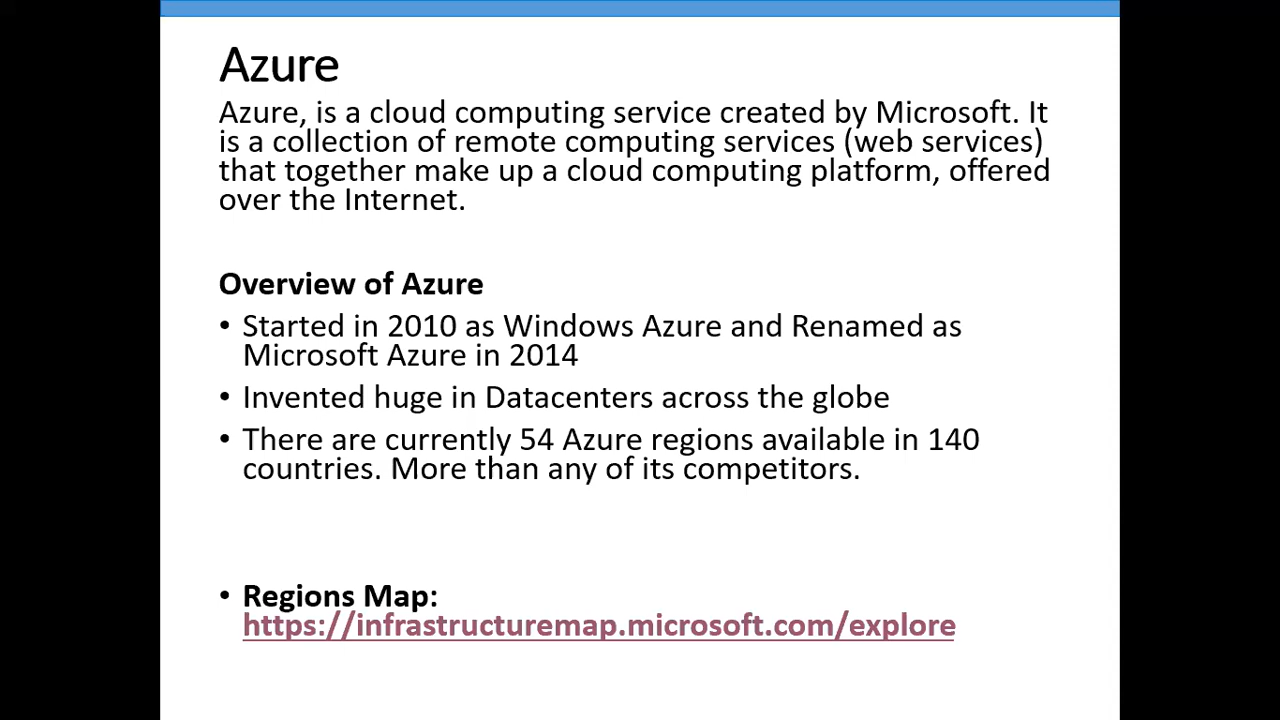 Azure
Azure, is a cloud computing service created by Microsoft. It
is a collection of remote computing services (web services)
that together make up a cloud computing platform, offered
over the Internet.
Overview of Azure
• Started in 2010 as Windows Azure and Renamed as
Microsoft Azure in 2014
• Invented huge in Datacenters across the globe
• There are currently 54 Azure regions available in 140
countries. More than any of its competitors.
• Regions Map:
https://infrastructuremap.microsoft.com/explore